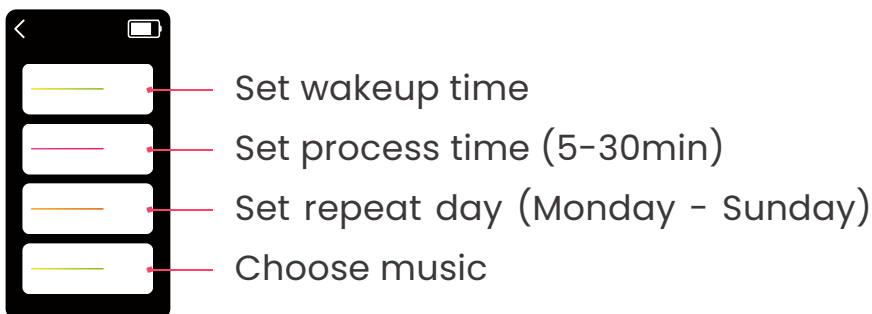 Set wakeup time
Set process time (5-30min)
Set repeat day (Monday - Sunday)
Choose music